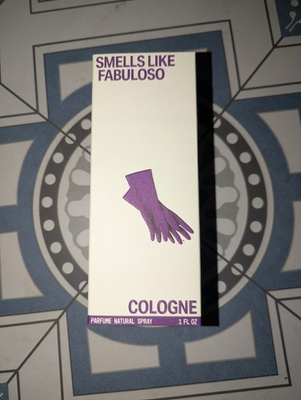 SMELLS LIKE
FABULOSO
COLOGNE
PARFUME NATURAL SPRAY 1 FL OZ